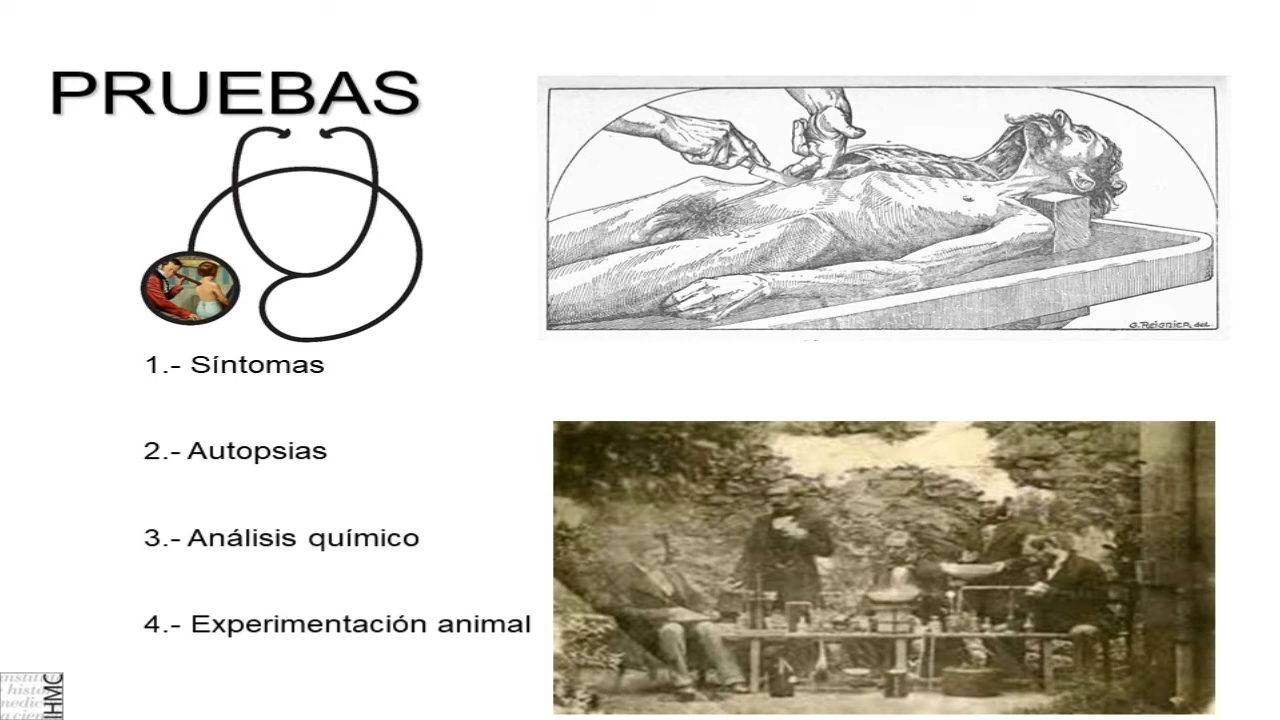 PRUEBAS
1.- Síntomas
2.- Autopsias
3.- Análisis químico
4.- Experimentación animal
IHMC